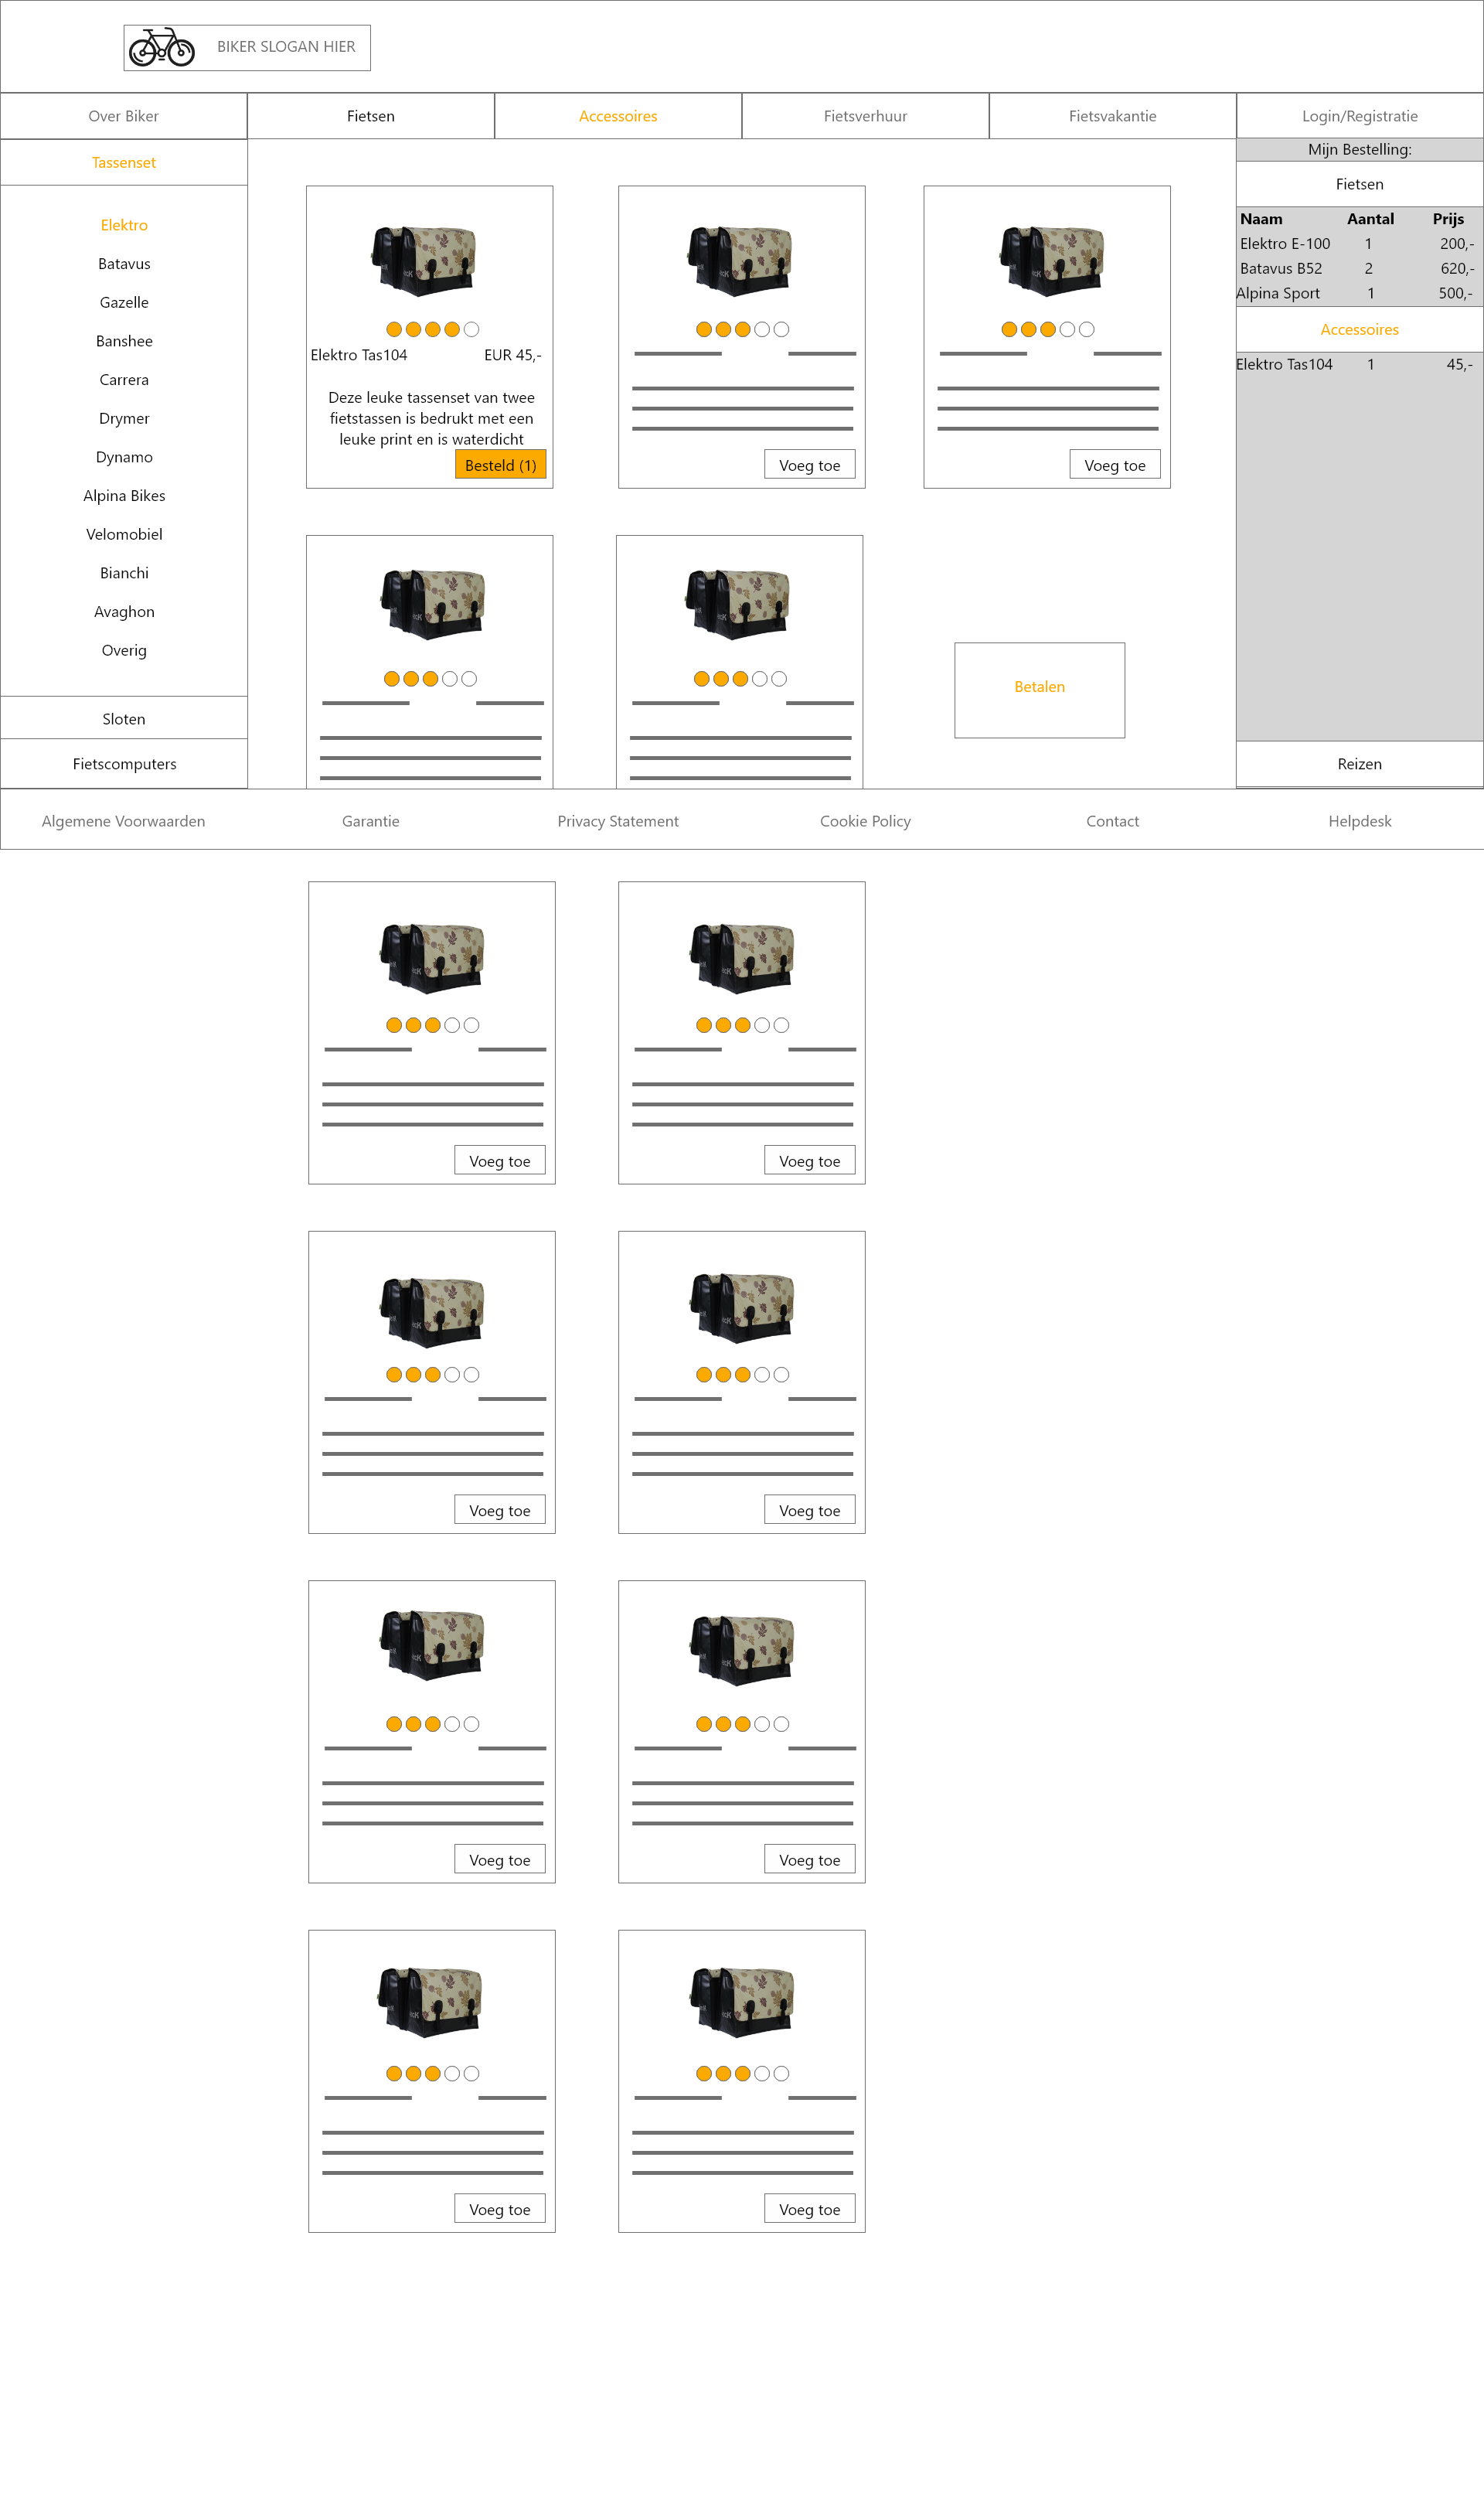 BIKER SLOGAN HIER
Over Biker
Fietsen
Accessoires
Fietsverhuur
Fietsvakantie
Login/Registratie
Tassenset
Elektro
Batavus
Gazelle
Banshee
Carrera
Drymer
Dynamo
Alpina Bikes
Velomobiel
Bianchi
Avaghon
Overig
Sloten
Fietscomputers
Elektro Tas104 EUR 45,-
Deze leuke tassenset van twee
fietstassen is bedrukt met een
leuke print en is waterdicht
Besteld (1)
Voeg toe
Voeg toe
Betalen
Mijn Bestelling:
Fietsen
Naam Aantal Prijs
Elektro E-100 1 200,-
Batavus B52 2 620,-
Alpina Sport 1 500,-
Accessoires
Elektro Tas104 1 45,-
Reizen
Algemene Voorwaarden
Garantie
Privacy Statement
Cookie Policy
Contact
Helpdesk
Voeg toe
Voeg toe
Voeg toe
Voeg toe
Voeg toe
Voeg toe
Voeg toe
Voeg toe